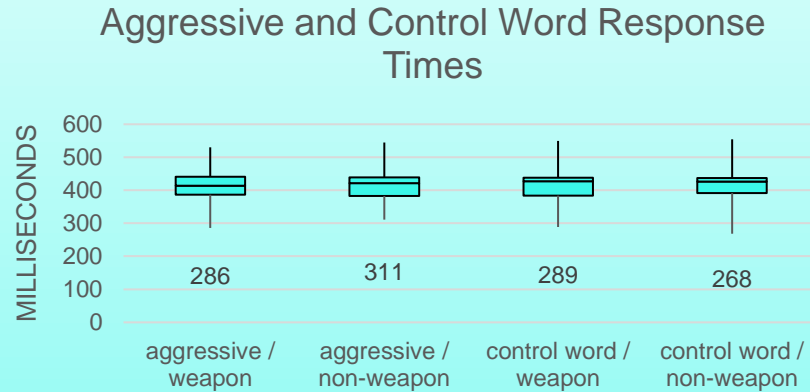 Aggressive and Control Word Response
Times
MILLISECONDS
600
500
400
300
200
100
0
286
311
289
268
aggressive /
weapon
aggressive /
non-weapon
control word /
weapon
control word /
non-weapon